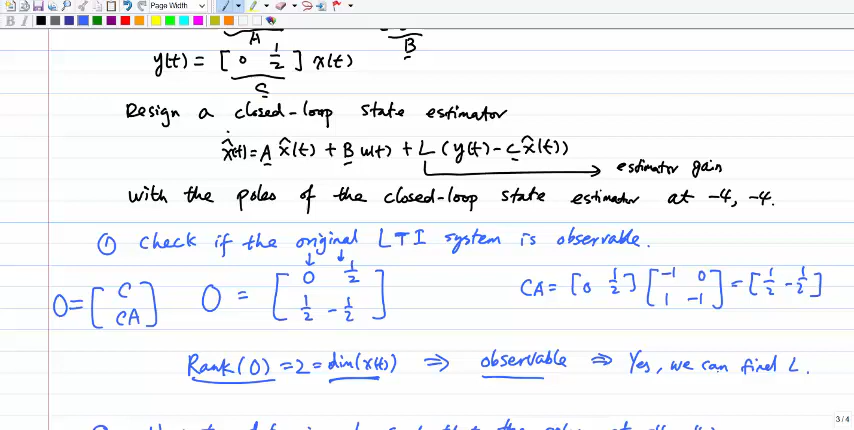 Page Width
A
B
y(t) = [ 0 1/2 ] x(t)
C
Design a closed-loop state estimator
x̂̇(t) = A x̂(t) + B u(t) + L (y(t) - C x̂(t))
estimator gain
with the poles of the closed-loop state estimator at -4, -4.
① Check if the original LTI system is observable.
O = [ C CA ] O = [ 0 1/2 1/2 -1/2 ] CA = [ 0 1/2 ] [ -1 0 1 -1 ] = [ 1/2 -1/2 ]
Rank(O) = 2 = dim(x(t)) ⇒ observable ⇒ Yes, we can find L.
3 / 4